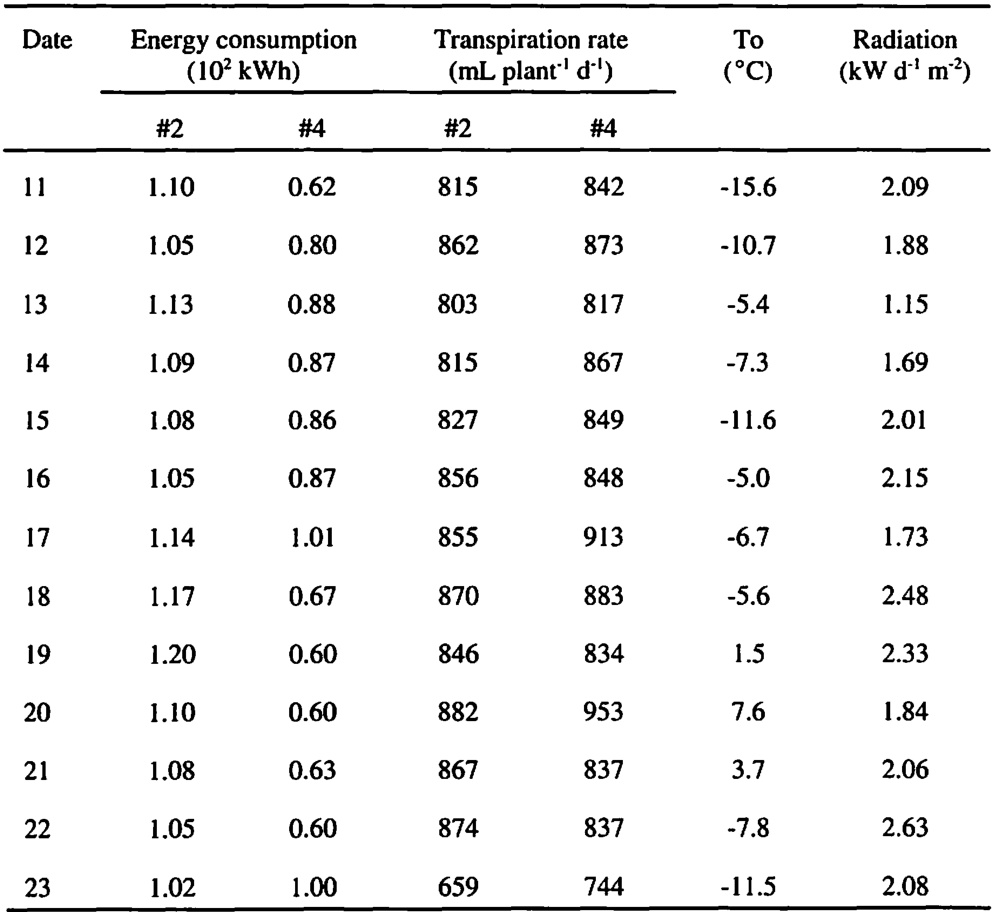 Date Energy consumption Transpiration rate To Radiation
(10² kWh) (mL plant⁻¹ d⁻¹) (°C) (kW d⁻¹ m⁻²)
#2 #4 #2 #4
11 1.10 0.62 815 842 -15.6 2.09
12 1.05 0.80 862 873 -10.7 1.88
13 1.13 0.88 803 817 -5.4 1.15
14 1.09 0.87 815 867 -7.3 1.69
15 1.08 0.86 827 849 -11.6 2.01
16 1.05 0.87 856 848 -5.0 2.15
17 1.14 1.01 855 913 -6.7 1.73
18 1.17 0.67 870 883 -5.6 2.48
19 1.20 0.60 846 834 1.5 2.33
20 1.10 0.60 882 953 7.6 1.84
21 1.08 0.63 867 837 3.7 2.06
22 1.05 0.60 874 837 -7.8 2.63
23 1.02 1.00 659 744 -11.5 2.08